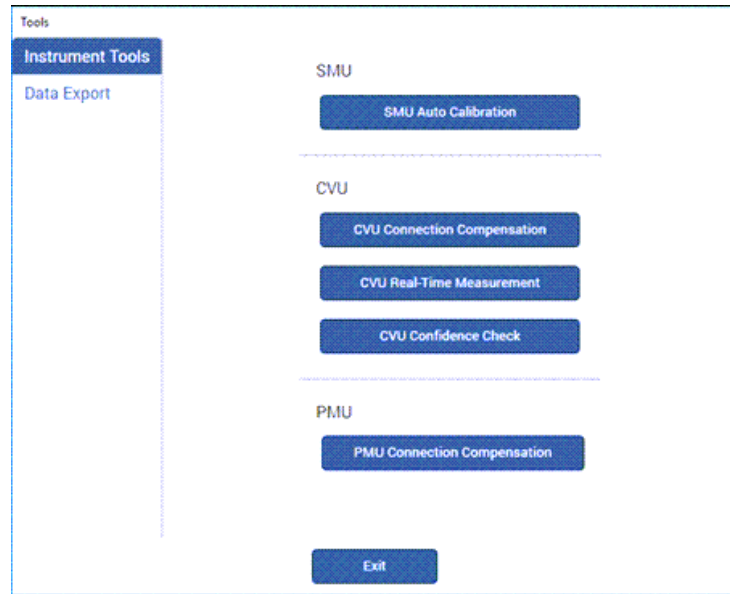 Tools
Instrument Tools
Data Export
SMU
SMU Auto Calibration
CVU
CVU Connection Compensation
CVU Real-Time Measurement
CVU Confidence Check
PMU
PMU Connection Compensation
Exit